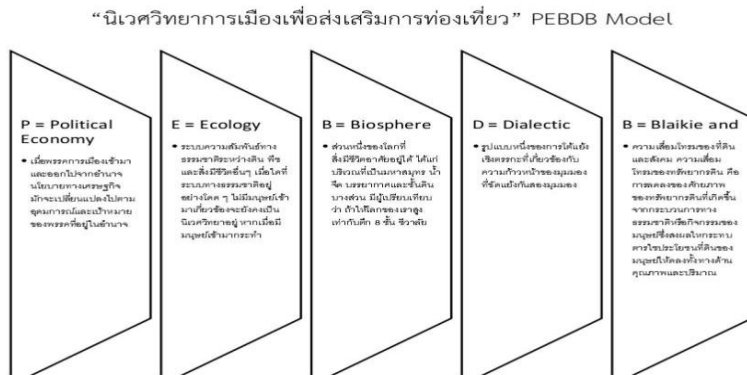 “นิเวศวิทยาการเมืองเพื่อส่งเสริมการท่องเที่ยว” PEBDB Model
P = Political
Economy
• เมื่อพรรคการเมืองเข้ามา
และออกไปจากอำนาจ
นโยบายทางเศรษฐกิจ
มักจะเปลี่ยนแปลงไปตาม
อุดมการณ์และเป้าหมาย
ของพรรคที่อยู่ในอำนาจ
E = Ecology
• ระบบความสัมพันธ์ทาง
ธรรมชาติระหว่างดิน พืช
และสิ่งมีชีวิตอื่นๆ เมื่อใดที่
ระบบทางธรรมชาติอยู่
อย่างโดด ๆ ไม่มีมนุษย์เข้า
มาเกี่ยวข้องจะยังคงเป็น
นิเวศวิทยาอยู่ หากเมื่อมี
มนุษย์เข้ามากระทำ
B = Biosphere
• ส่วนหนึ่งของโลกที่
สิ่งมีชีวิตอาศัยอยู่ได้ ได้แก่
บริเวณที่เป็นมหาสมุทร น้ำ
จืด บรรยากาศและชั้นดิน
บางส่วน มีผู้เปรียบเทียบ
ว่า ถ้าให้โลกของเราสูง
เท่ากับตึก 8 ชั้น ชีวาลัย
D = Dialectic
• รูปแบบหนึ่งของการโต้แย้ง
เชิงตรรกะที่เกี่ยวข้องกับ
ความก้าวหน้าของมุมมอง
ที่ขัดแย้งกันสองมุมมอง
B = Blaikie and
• ความเสื่อมโทรมของที่ดิน
และสังคม ความเสื่อม
โทรมของทรัพยากรดิน คือ
การลดลงของศักยภาพ
ของทรัพยากรดินที่เกิดขึ้น
จากกระบวนการทาง
ธรรมชาติหรือกิจกรรมของ
มนุษย์ซึ่งส่งผลให้กระทบ
การใช้ประโยชน์ที่ดินของ
มนุษย์ให้ลดลงทั้งทางด้าน
คุณภาพและปริมาณ